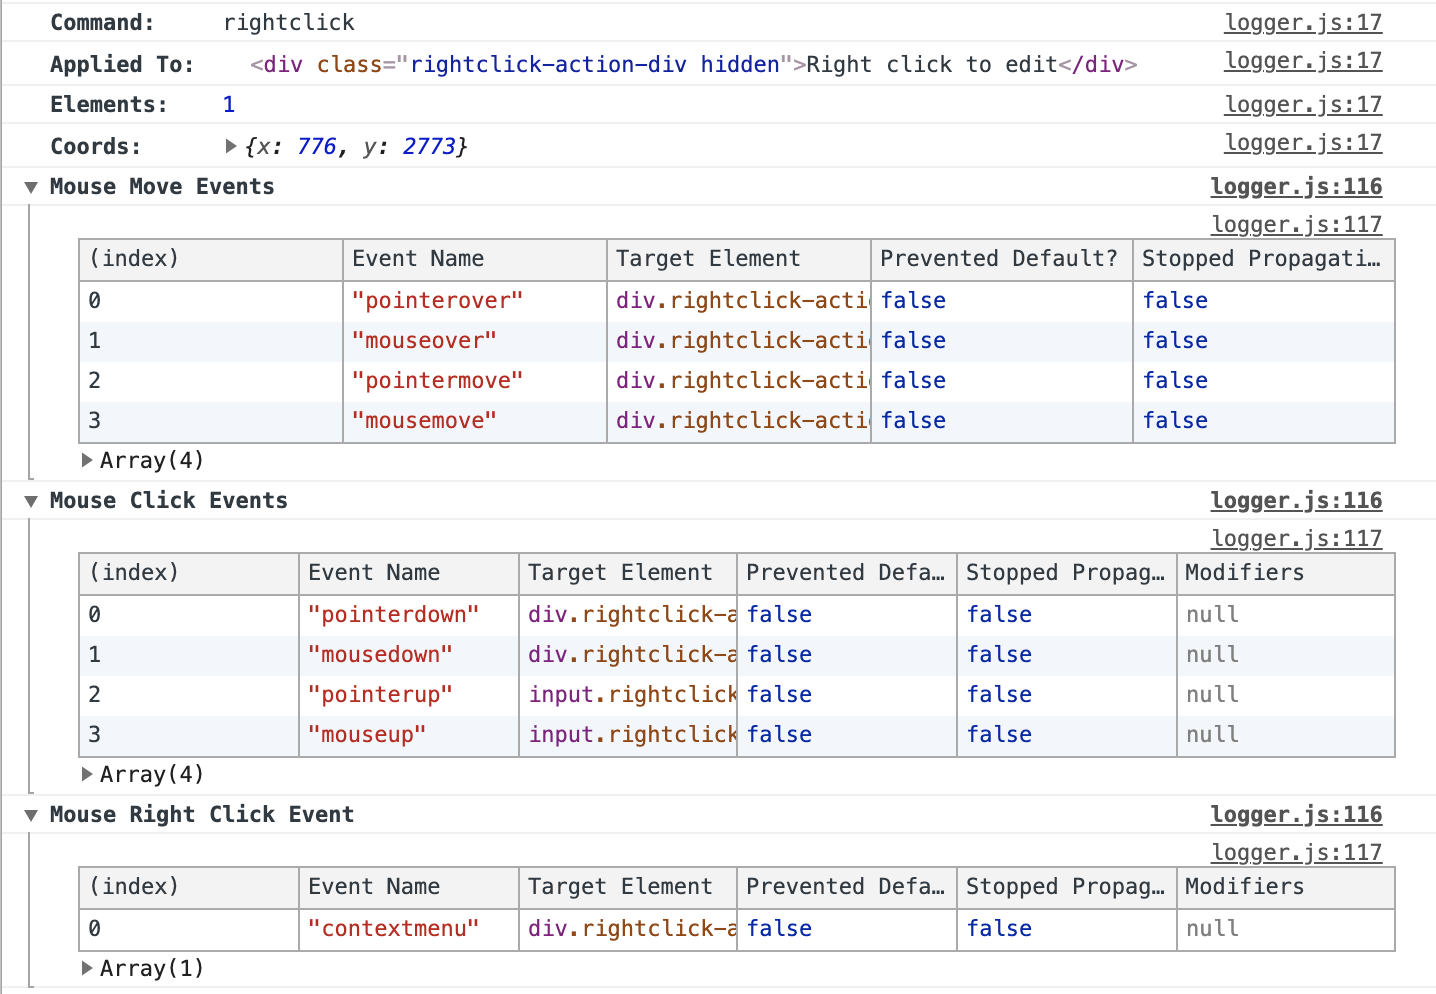 Command: rightclick logger.js:17
Applied To: <div class="rightclick-action-div hidden">Right click to edit</div> logger.js:17
Elements: 1 logger.js:17
Coords: ▶ {x: 776, y: 2773} logger.js:17
▼ Mouse Move Events logger.js:116
logger.js:117
(index) Event Name Target Element Prevented Default? Stopped Propagati…
0 "pointerover" div.rightclick-acti false false
1 "mouseover" div.rightclick-acti false false
2 "pointermove" div.rightclick-acti false false
3 "mousemove" div.rightclick-acti false false
▶ Array(4)
▼ Mouse Click Events logger.js:116
logger.js:117
(index) Event Name Target Element Prevented Defa… Stopped Propag… Modifiers
0 "pointerdown" div.rightclick-a false false null
1 "mousedown" div.rightclick-a false false null
2 "pointerup" input.rightclick false false null
3 "mouseup" input.rightclick false false null
▶ Array(4)
▼ Mouse Right Click Event logger.js:116
logger.js:117
(index) Event Name Target Element Prevented Defa… Stopped Propag… Modifiers
0 "contextmenu" div.rightclick-a false false null
▶ Array(1)